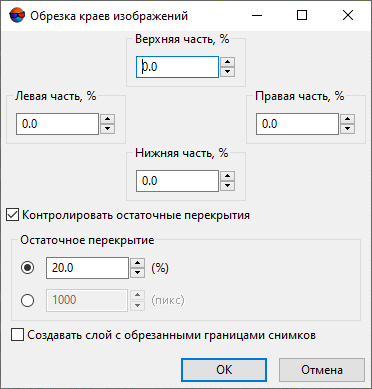 Обрезка краев изображений
Верхняя часть, %
0.0
Левая часть, %
Правая часть, %
0.0
0.0
Нижняя часть, %
0.0
Контролировать остаточные перекрытия
Остаточное перекрытие
20.0 (%)
1000 (пикс)
Создавать слой с обрезанными границами снимков
OK Отмена